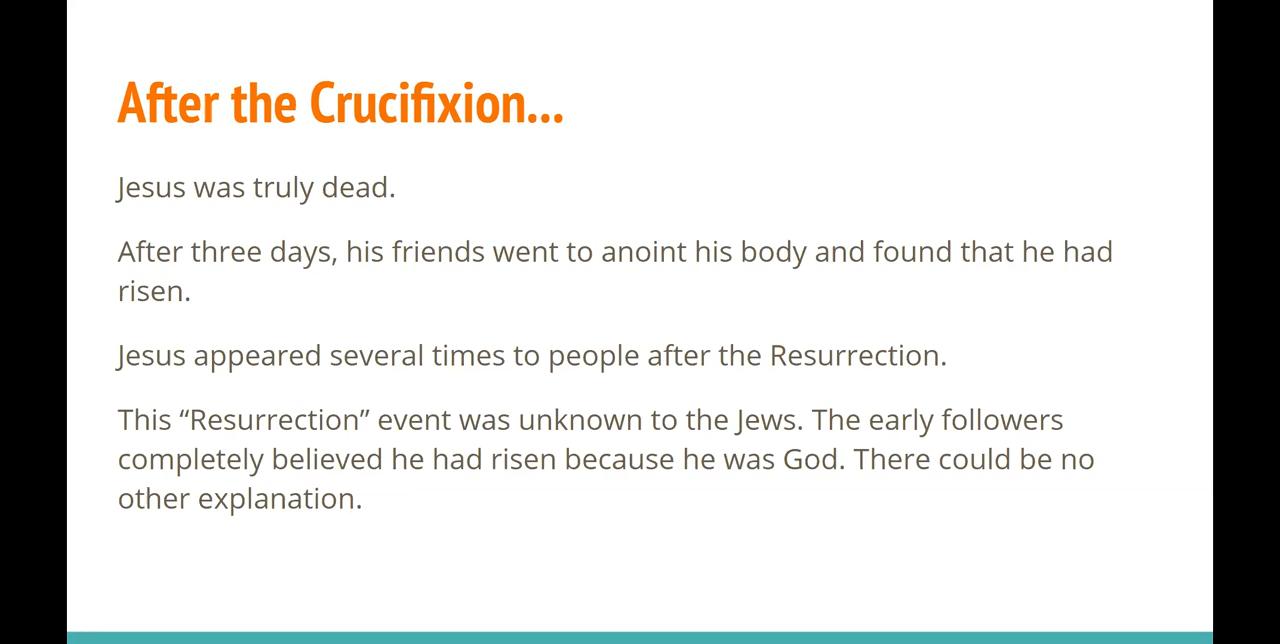 After the Crucifixion...
Jesus was truly dead.
After three days, his friends went to anoint his body and found that he had
risen.
Jesus appeared several times to people after the Resurrection.
This “Resurrection” event was unknown to the Jews. The early followers
completely believed he had risen because he was God. There could be no
other explanation.